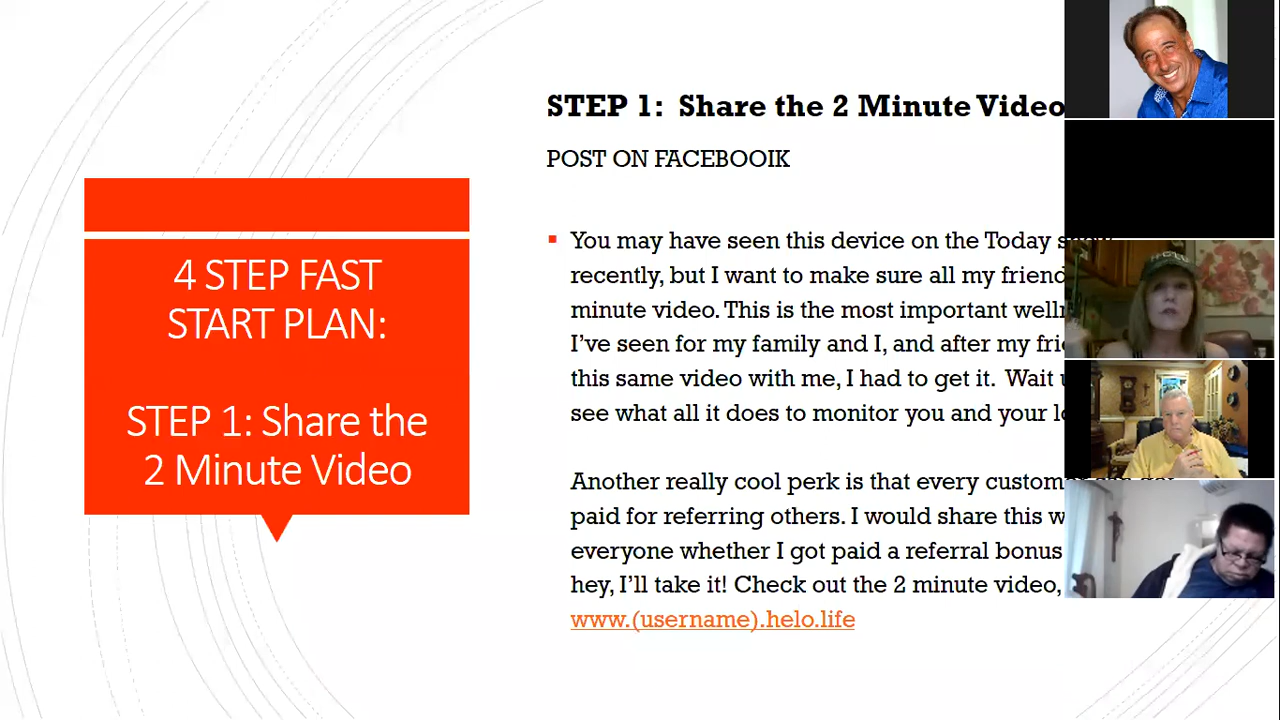 4 STEP FAST
START PLAN:
STEP 1: Share the
2 Minute Video
STEP 1: Share the 2 Minute Video
POST ON FACEBOOIK
You may have seen this device on the Today
recently, but I want to make sure all my
minute video. This is the most important
I've seen for my family and I, and after my
this same video with me, I had to get it. Wait
see what all it does to monitor you and your
Another really cool perk is that every
paid for referring others. I would share this
everyone whether I got paid a referral bonus
hey, I'll take it! Check out the 2 minute video,
www.(username).helo.life